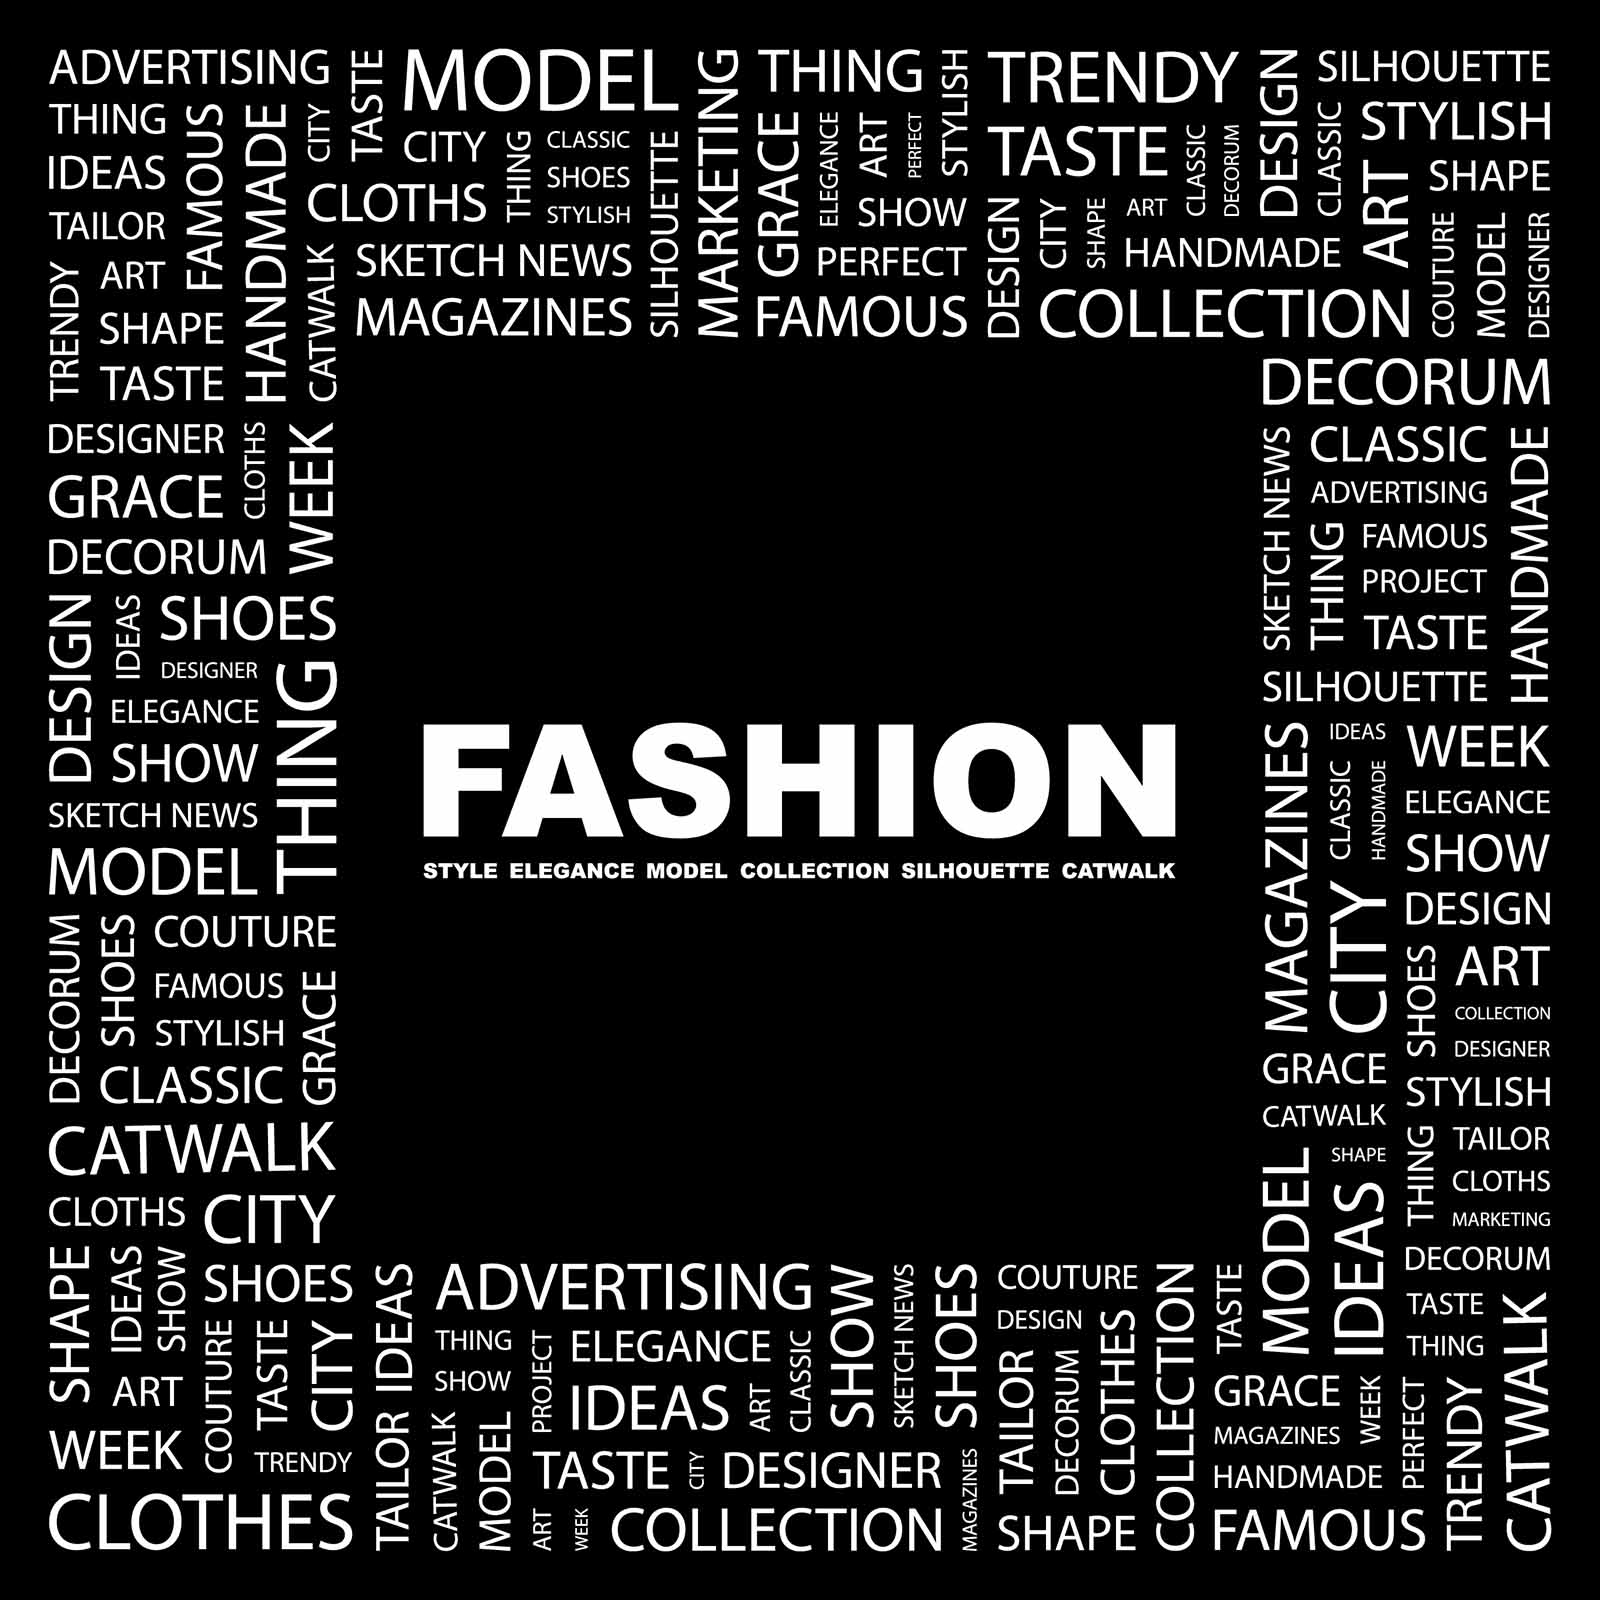 ADVERTISING
TASTE
MODEL
MARKETING
THING
STYLISH
TRENDY
DESIGN
SILHOUETTE
THING
FAMOUS
HANDMADE
CITY
CITY
THING
CLASSIC
SILHOUETTE
GRACE
ELEGANCE
ART
PERFECT
TASTE
CLASSIC
DECORUM
CLASSIC
STYLISH
IDEAS
CLOTHS
SHOES
STYLISH
SHOW
DESIGN
CITY
SHAPE
ART
ART
SHAPE
TAILOR
SKETCH NEWS
PERFECT
HANDMADE
COUTURE
MODEL
DESIGNER
TRENDY
ART
CATWALK
MAGAZINES
FAMOUS
COLLECTION
SHAPE
TASTE
DECORUM
DESIGNER
CLOTHS
WEEK
SKETCH NEWS
CLASSIC
HANDMADE
GRACE
ADVERTISING
DECORUM
THING
FAMOUS
PROJECT
DESIGN
IDEAS
SHOES
TASTE
DESIGNER
THING
SILHOUETTE
ELEGANCE
SHOW
MAGAZINES
IDEAS
WEEK
SKETCH NEWS
CLASSIC
HANDMADE
ELEGANCE
MODEL
SHOW
FASHION
STYLE ELEGANCE MODEL COLLECTION SILHOUETTE CATWALK
CITY
DESIGN
DECORUM
SHOES
COUTURE
SHOES
ART
FAMOUS
GRACE
COLLECTION
STYLISH
DESIGNER
CLASSIC
GRACE
STYLISH
CATWALK
CATWALK
THING
TAILOR
MODEL
SHAPE
CLOTHS
CLOTHS
CITY
IDEAS
MARKETING
SHAPE
IDEAS
SHOW
DECORUM
SHOES
TAILOR IDEAS
ADVERTISING
SHOW
SKETCH NEWS
SHOES
COUTURE
COLLECTION
TASTE
TASTE
CATWALK
COUTURE
TASTE
CITY
THING
PROJECT
ELEGANCE
CLASSIC
DESIGN
CLOTHES
THING
ART
SHOW
IDEAS
ART
TAILOR
DECORUM
GRACE
WEEK
PERFECT
TRENDY
WEEK
CATWALK
MODEL
MAGAZINES
TRENDY
TASTE
CITY
DESIGNER
MAGAZINES
HANDMADE
CLOTHES
ART
WEEK
COLLECTION
SHAPE
FAMOUS